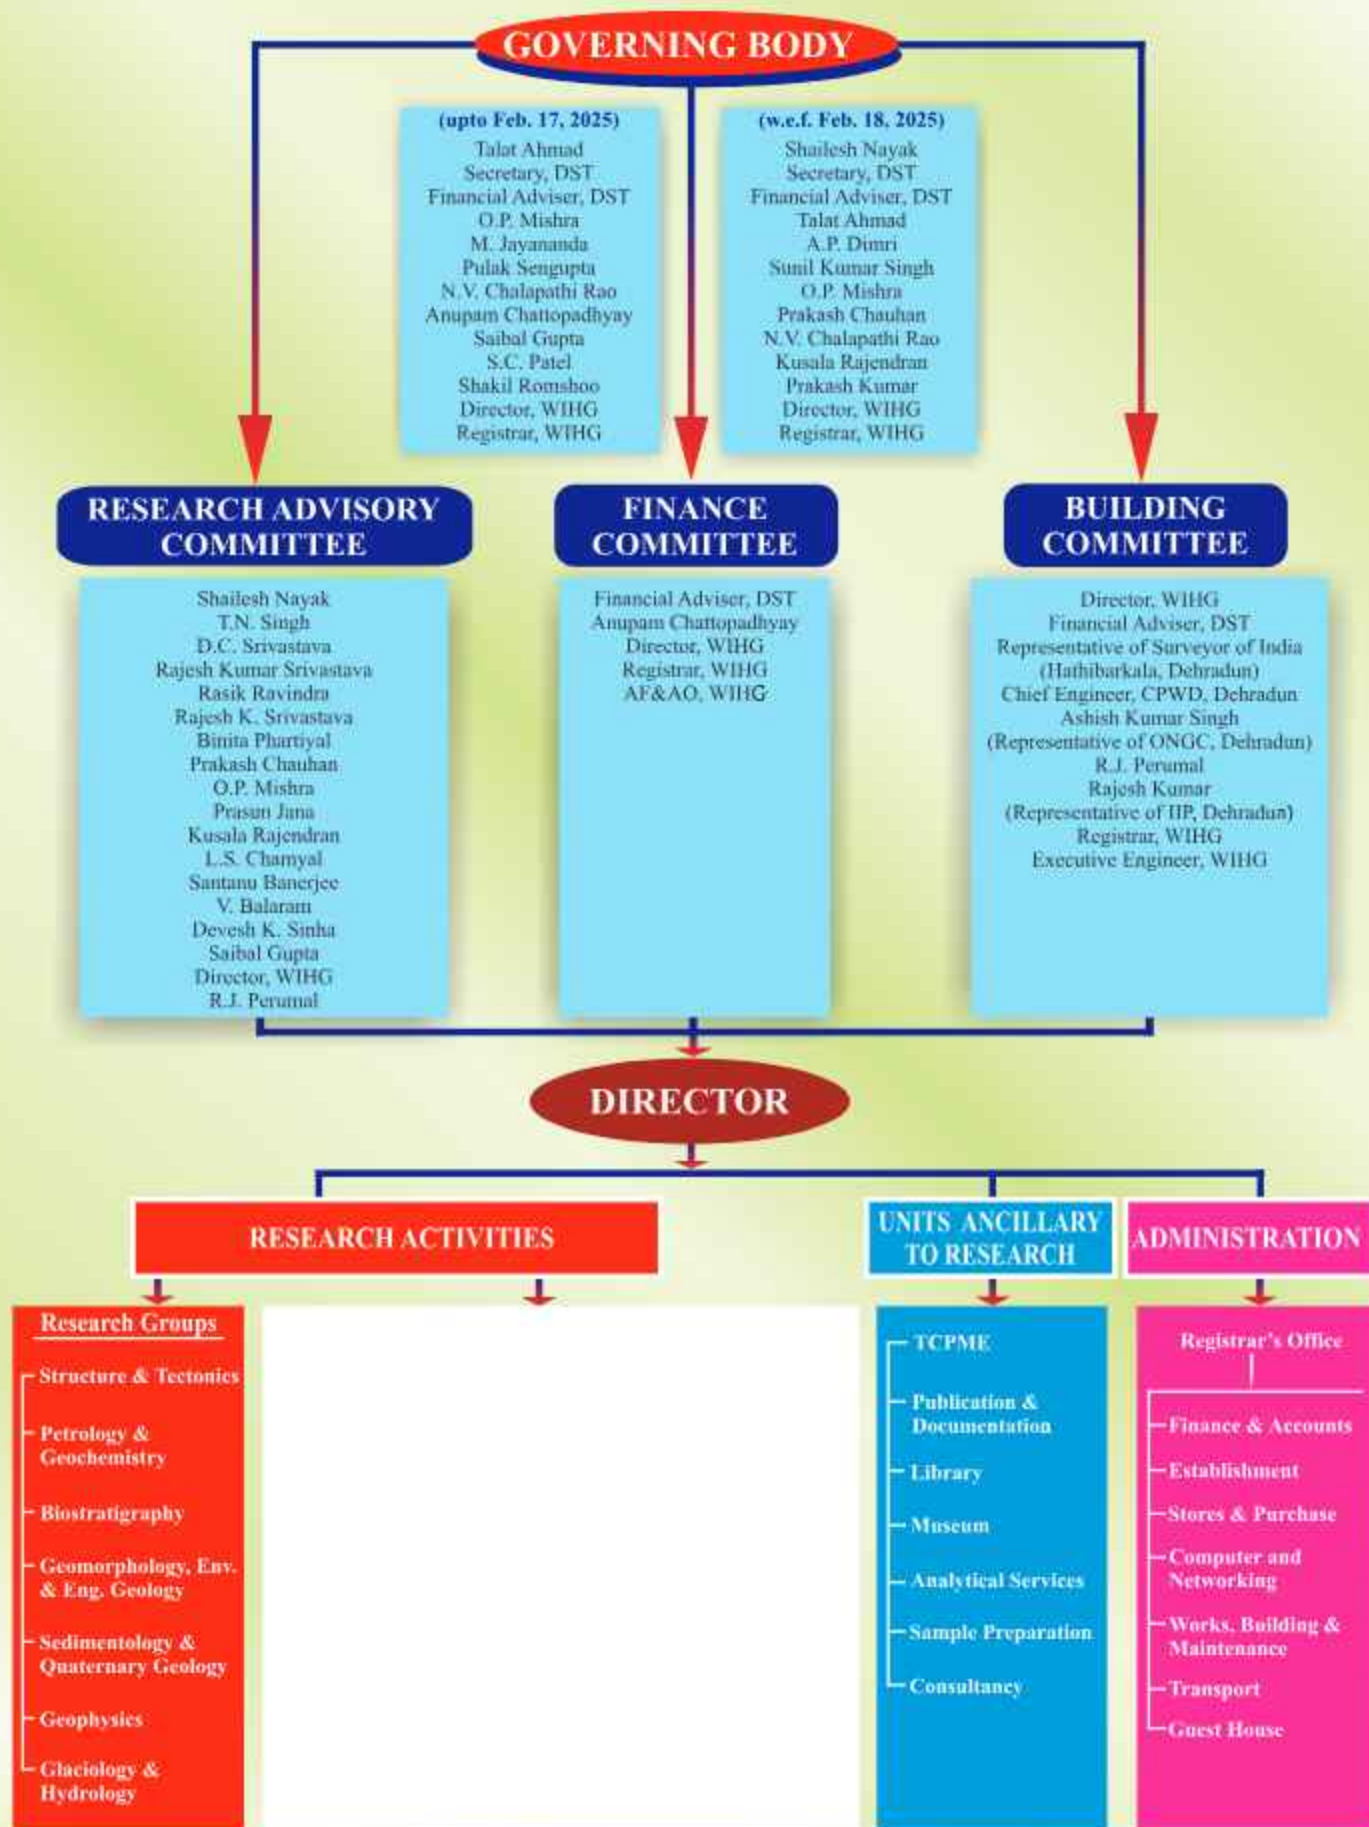 GOVERNING BODY
(upto Feb. 17, 2025)
Talat Ahmad
Secretary, DST
Financial Adviser, DST
O.P. Mishra
M. Jayananda
Pulak Sengupta
N.V. Chalapathi Rao
Anupam Chattopadhyay
Saibal Gupta
S.C. Patel
Shakil Romshoo
Director, WIHG
Registrar, WIHG
(w.e.f. Feb. 18, 2025)
Shailesh Nayak
Secretary, DST
Financial Adviser, DST
Talat Ahmad
A.P. Dimri
Sunil Kumar Singh
O.P. Mishra
Prakash Chauhan
N.V. Chalapathi Rao
Kusala Rajendran
Prakash Kumar
Director, WIHG
Registrar, WIHG
RESEARCH ADVISORY
COMMITTEE
Shailesh Nayak
T.N. Singh
D.C. Srivastava
Rajesh Kumar Srivastava
Rasik Ravindra
Rajesh K. Srivastava
Binita Phartiyal
Prakash Chauhan
O.P. Mishra
Prasun Jana
Kusala Rajendran
L.S. Chamyal
Santanu Banerjee
V. Balaram
Devesh K. Sinha
Saibal Gupta
Director, WIHG
R.J. Perumal
FINANCE
COMMITTEE
Financial Adviser, DST
Anupam Chattopadhyay
Director, WIHG
Registrar, WIHG
AF&AO, WIHG
BUILDING
COMMITTEE
Director, WIHG
Financial Adviser, DST
Representative of Surveyor of India
(Hathibarkala, Dehradun)
Chief Engineer, CPWD, Dehradun
Ashish Kumar Singh
(Representative of ONGC, Dehradun)
R.J. Perumal
Rajesh Kumar
(Representative of IIP, Dehradun)
Registrar, WIHG
Executive Engineer, WIHG
DIRECTOR
RESEARCH ACTIVITIES
Research Groups
Structure & Tectonics
Petrology &
Geochemistry
Biostratigraphy
Geomorphology, Env.
& Eng. Geology
Sedimentology &
Quaternary Geology
Geophysics
Glaciology &
Hydrology
UNITS ANCILLARY
TO RESEARCH
TCPME
Publication &
Documentation
Library
Museum
Analytical Services
Sample Preparation
Consultancy
ADMINISTRATION
Registrar's Office
Finance & Accounts
Establishment
Stores & Purchase
Computer and
Networking
Works, Building &
Maintenance
Transport
Guest House